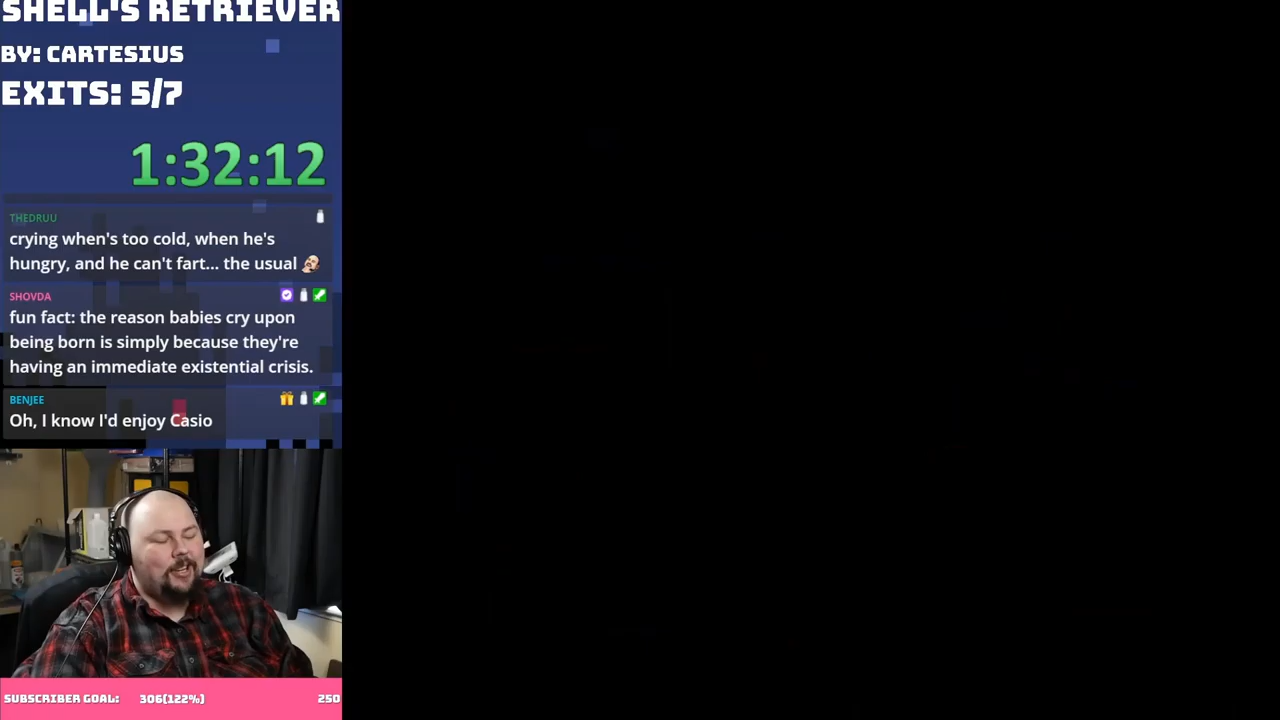 SHELL'S RETRIEVER
BY: CARTESIUS
EXITS: 5/7
1:32:12
THEDRUU
crying when's too cold, when he's
hungry, and he can't fart... the usual
SHOVDA
fun fact: the reason babies cry upon
being born is simply because they're
having an immediate existential crisis.
BENJEE
Oh, I know I'd enjoy Casio
SUBSCRIBER GOAL: 306(122%) 250